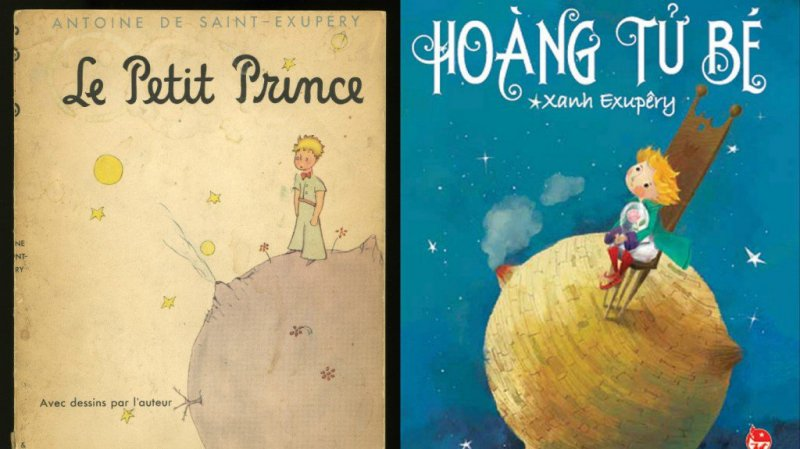 ANTOINE DE SAINT-EXUPÉRY
Le Petit Prince
Avec dessins par l'auteur
HOÀNG TỬ BÉ
Xanh Exupêry